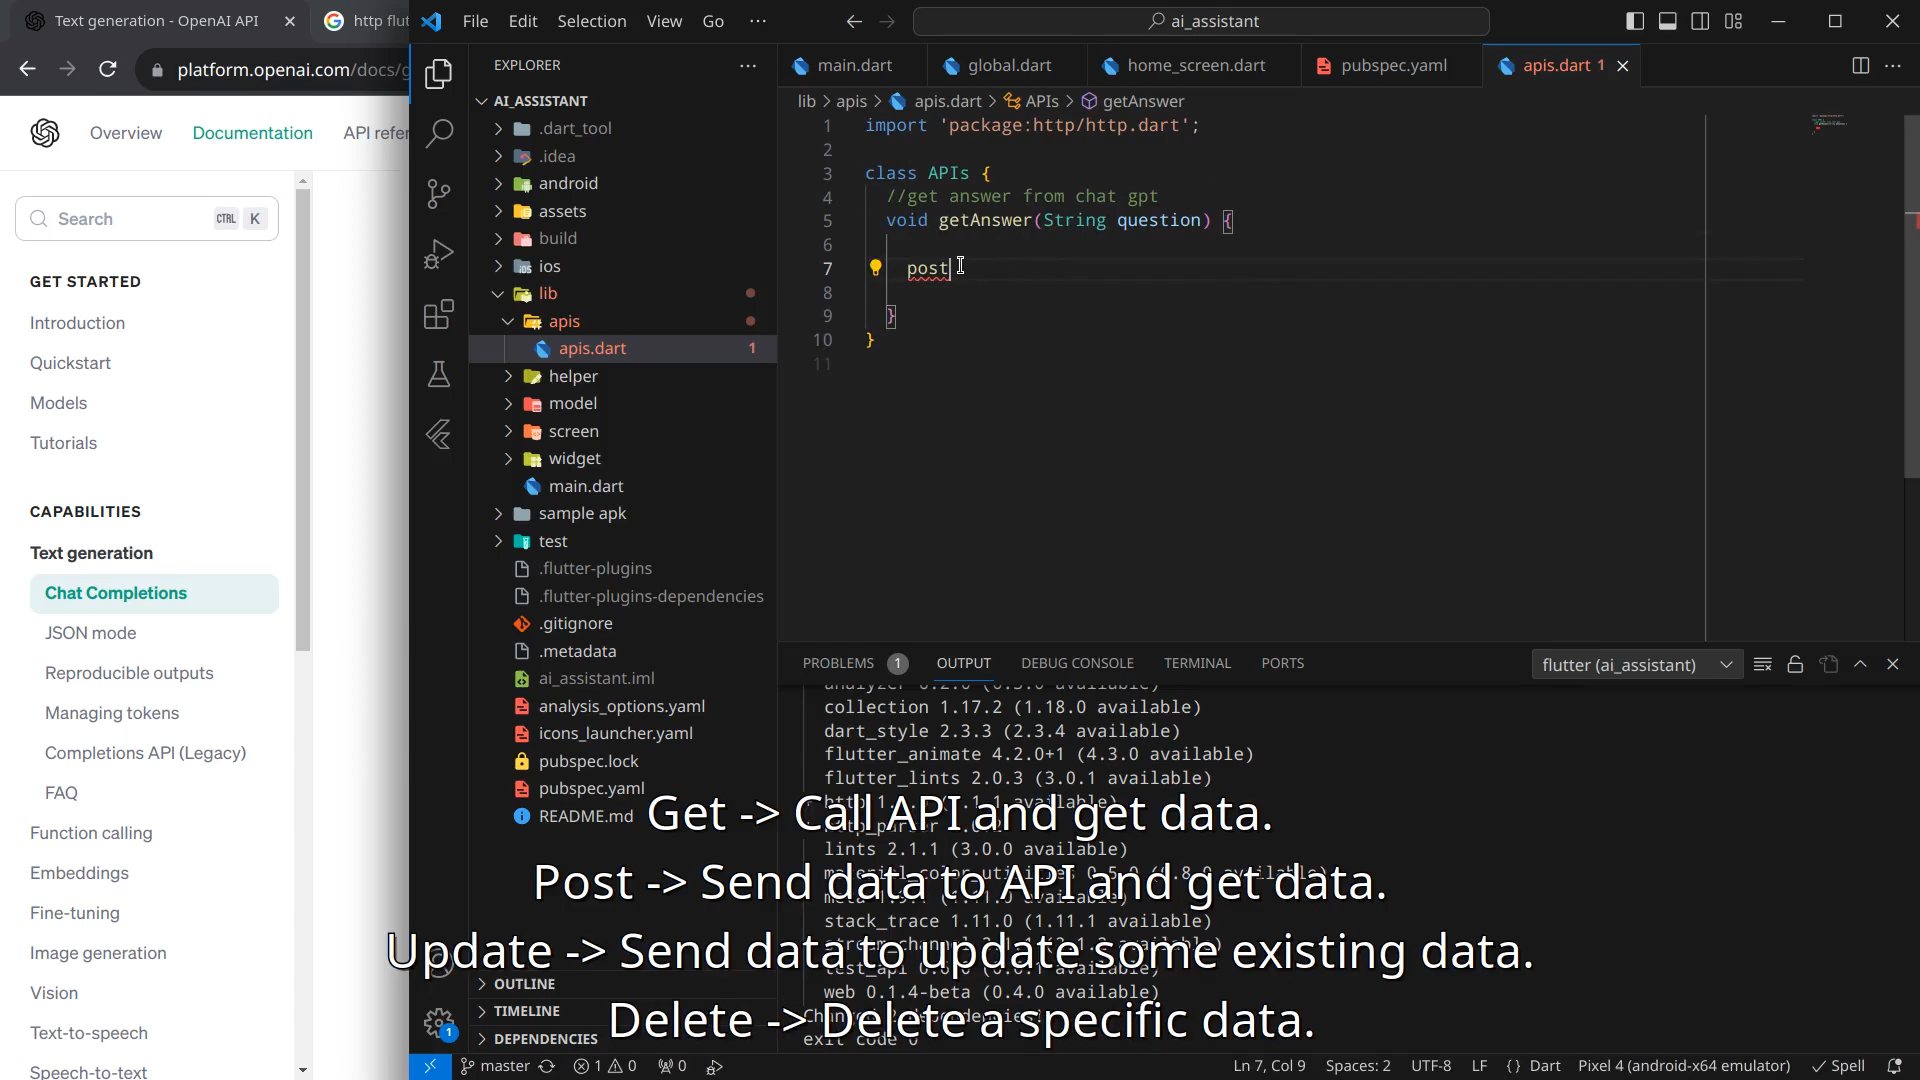 Text generation - OpenAI API
http flut
platform.openai.com/docs/g
Overview
Documentation
API refer
Search
CTRL K
GET STARTED
Introduction
Quickstart
Models
Tutorials
CAPABILITIES
Text generation
Chat Completions
JSON mode
Reproducible outputs
Managing tokens
Completions API (Legacy)
FAQ
Function calling
Embeddings
Fine-tuning
Image generation
Vision
Text-to-speech
Speech-to-text
File Edit Selection View Go
ai_assistant
EXPLORER
AI_ASSISTANT
.dart_tool
.idea
android
assets
build
ios
lib
apis
apis.dart 1
helper
model
screen
widget
main.dart
sample apk
test
.flutter-plugins
.flutter-plugins-dependencies
.gitignore
.metadata
ai_assistant.iml
analysis_options.yaml
icons_launcher.yaml
pubspec.lock
pubspec.yaml
README.md
OUTLINE
TIMELINE
DEPENDENCIES
main.dart
global.dart
home_screen.dart
pubspec.yaml
apis.dart 1
lib > apis > apis.dart > APIs > getAnswer
1 import 'package:http/http.dart';
2
3 class APIs {
4 //get answer from chat gpt
5 void getAnswer(String question) {
6
7 post
8
9 }
10 }
11
PROBLEMS 1 OUTPUT DEBUG CONSOLE TERMINAL PORTS
flutter (ai_assistant)
collection 1.17.2 (1.18.0 available)
dart_style 2.3.3 (2.3.4 available)
flutter_animate 4.2.0+1 (4.3.0 available)
flutter_lints 2.0.3 (3.0.1 available)
lints 2.1.1 (3.0.0 available)
stack_trace 1.11.0 (1.11.1 available)
web 0.1.4-beta (0.4.0 available)
exit code 0
Get -> Call API and get data.
Post -> Send data to API and get data.
Update -> Send data to update some existing data.
Delete -> Delete a specific data.
1
master
1 0
0
Ln 7, Col 9 Spaces: 2 UTF-8 LF {} Dart Pixel 4 (android-x64 emulator) Spell